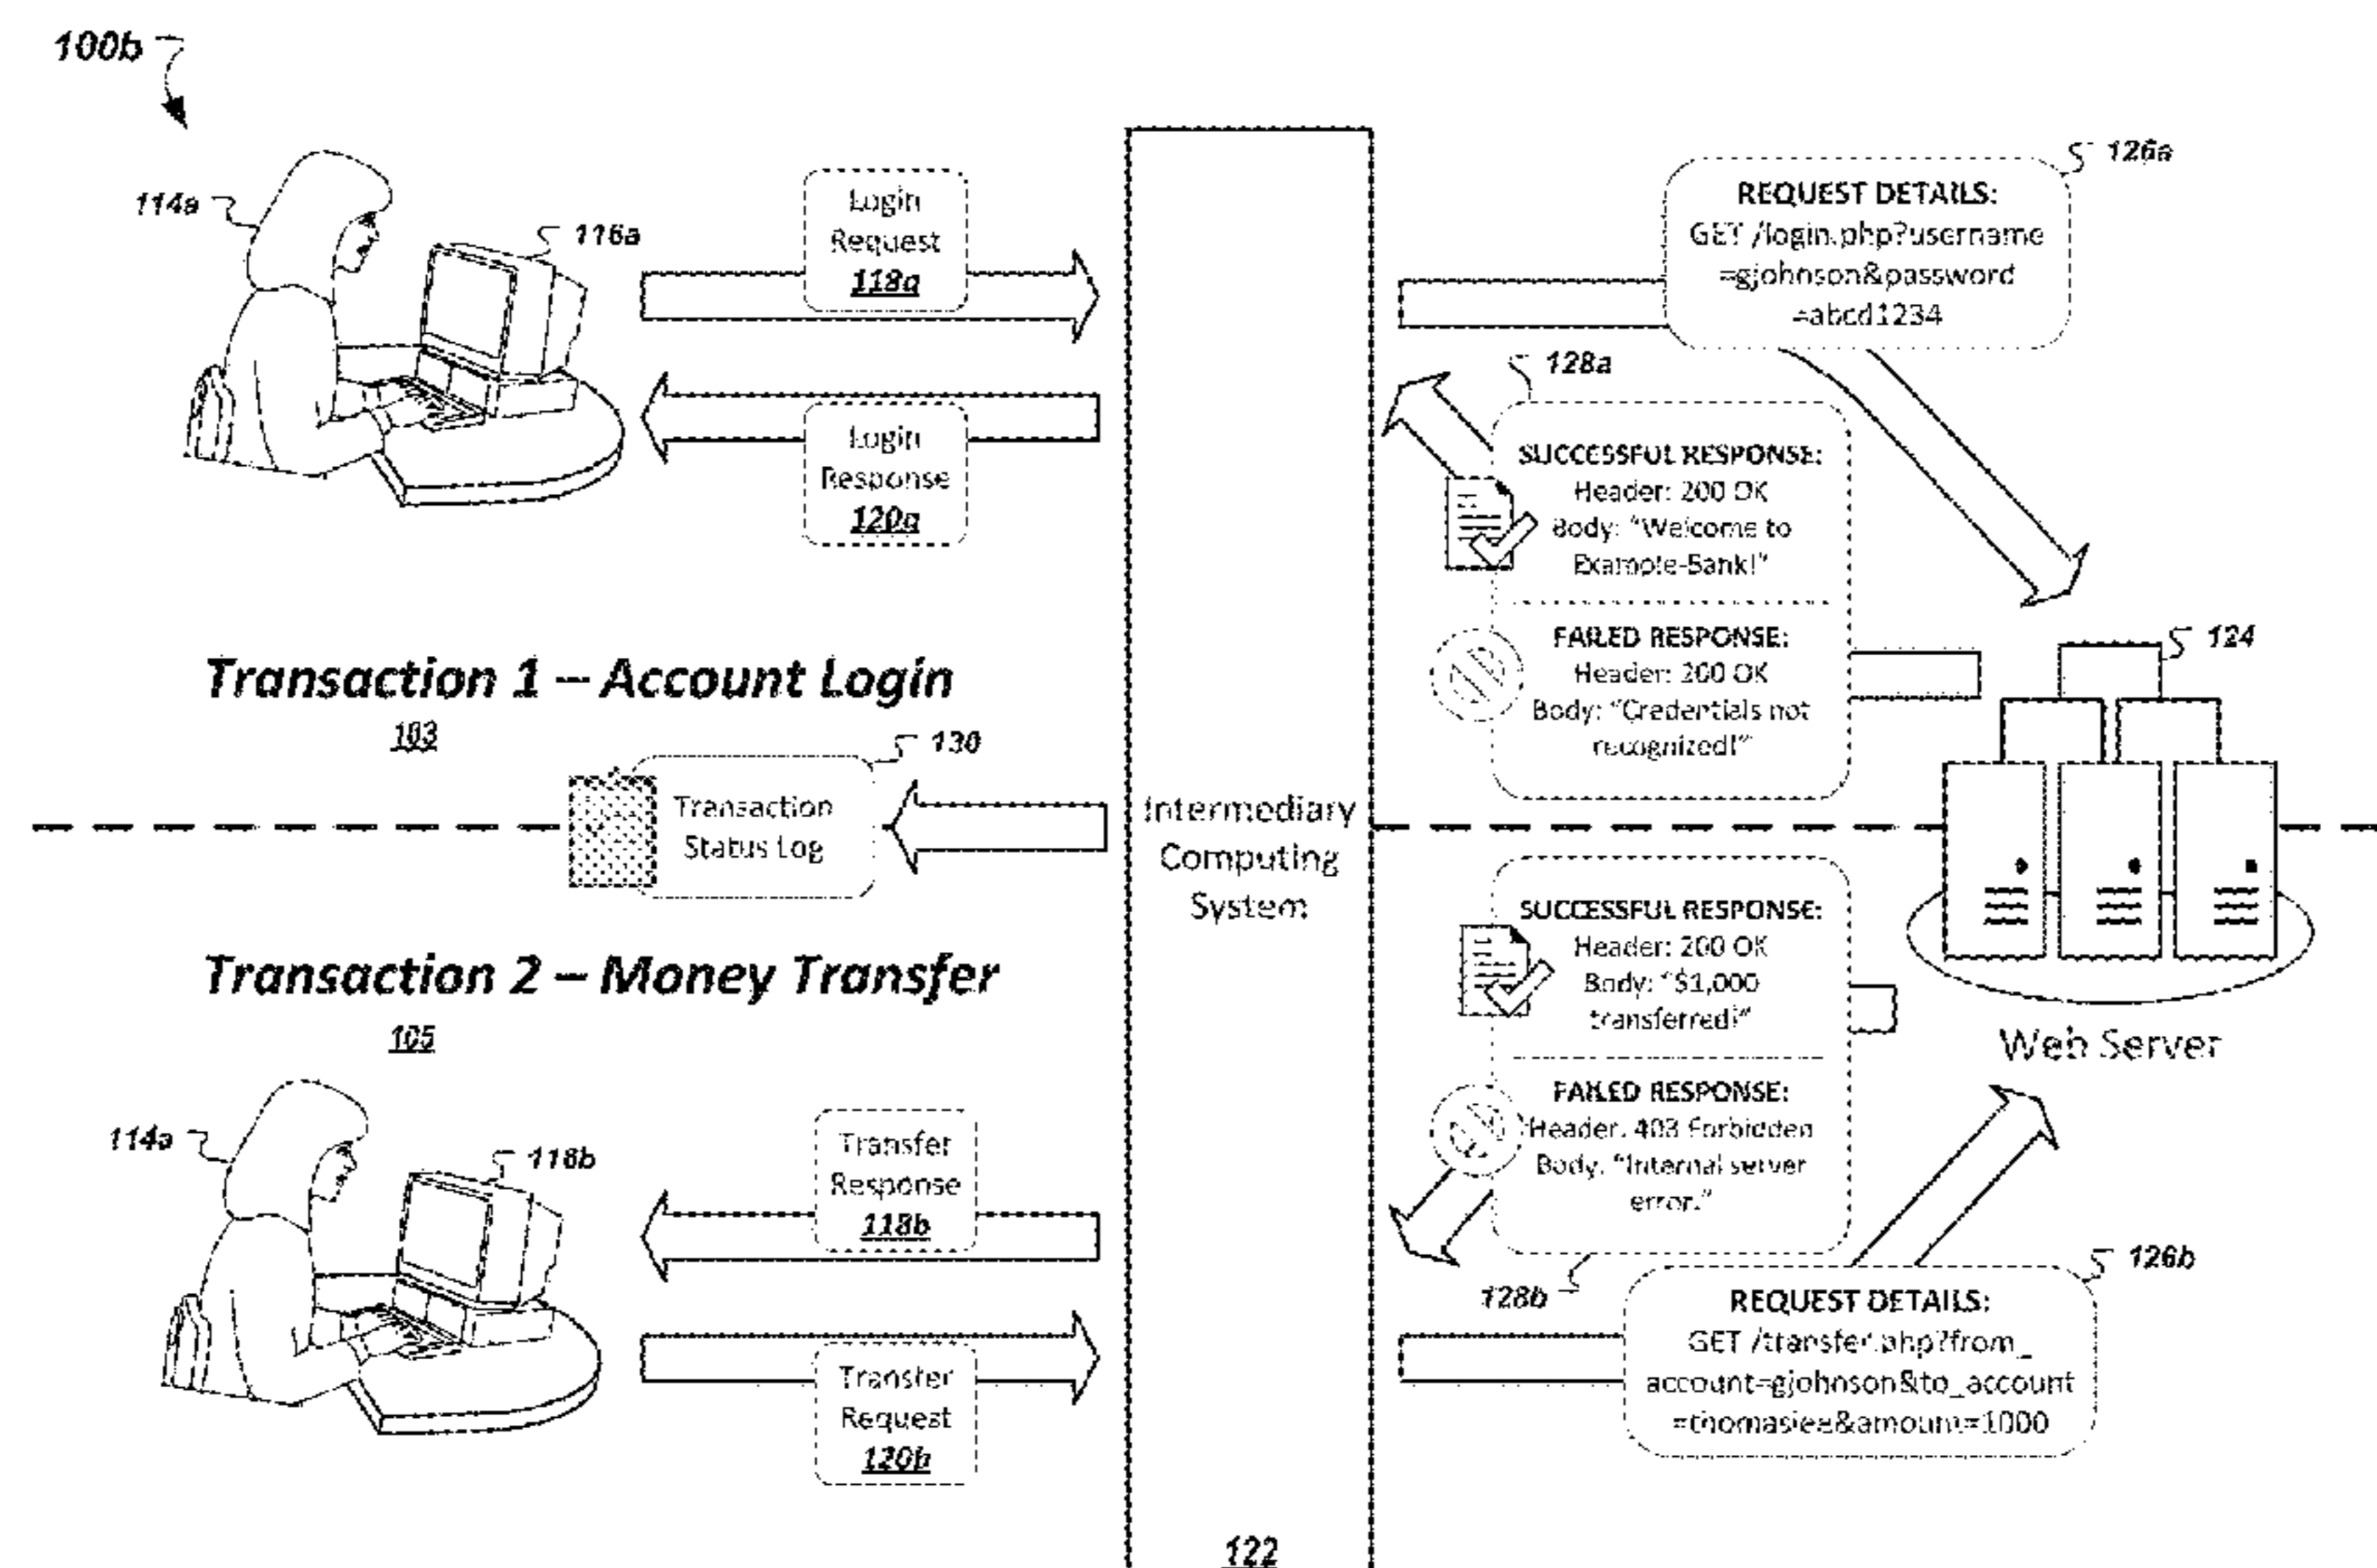 100b
114a
116a
Login
Request
118a
Login
Response
120a
126a
REQUEST DETAILS:
GET /login.php?username
=gjohnson&password
=abcd1234
128a
SUCCESSFUL RESPONSE:
Header: 200 OK
Body: “Welcome to
Example-Bank!”
FAILED RESPONSE:
Header: 200 OK
Body: “Credentials not
recognized!”
124
Transaction 1 – Account Login
103
130
Transaction
Status Log
Intermediary
Computing
System
Transaction 2 – Money Transfer
105
SUCCESSFUL RESPONSE:
Header: 200 OK
Body: “$1,000
transferred!”
FAILED RESPONSE:
Header: 403 Forbidden
Body: “Internal server
error.”
Web Server
114a
116b
Transfer
Response
118b
Transfer
Request
120b
128b
126b
REQUEST DETAILS:
GET /transfer.php?from_
account=gjohnson&to_account
=thomaslee&amount=1000
122